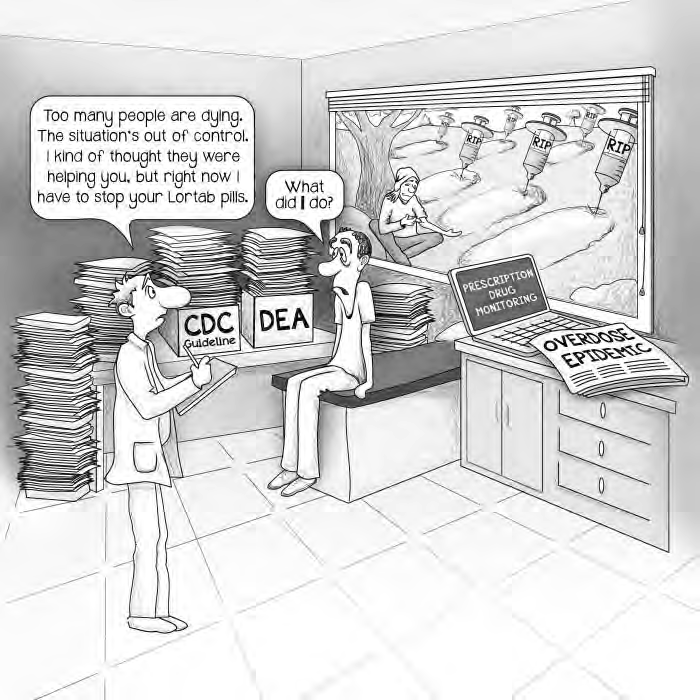 Too many people are dying.
The situation's out of control.
I kind of thought they were
helping you, but right now I
have to stop your Lortab pills.
What
did I do?
RIP
RIP
RIP
RIP
RIP
CDC
Guideline
DEA
PRESCRIPTION
DRUG
MONITORING
OVERDOSE
EPIDEMIC